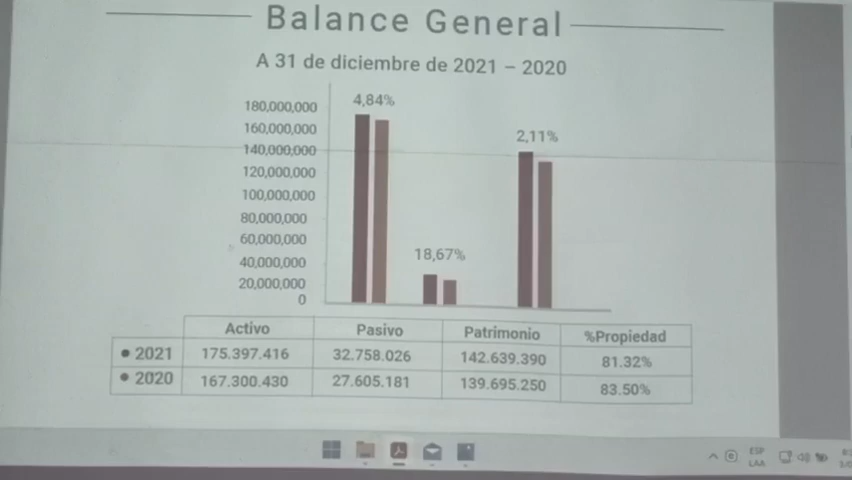 Balance General
A 31 de diciembre de 2021 – 2020
4,84%
180,000,000
160,000,000
2,11%
140,000,000
120,000,000
100,000,000
80,000,000
60,000,000
18,67%
40,000,000
20,000,000
0
Activo Pasivo Patrimonio %Propiedad
2021 175.397.416 32.758.026 142.639.390 81.32%
2020 167.300.430 27.605.181 139.695.250 83.50%
ESP
LAA